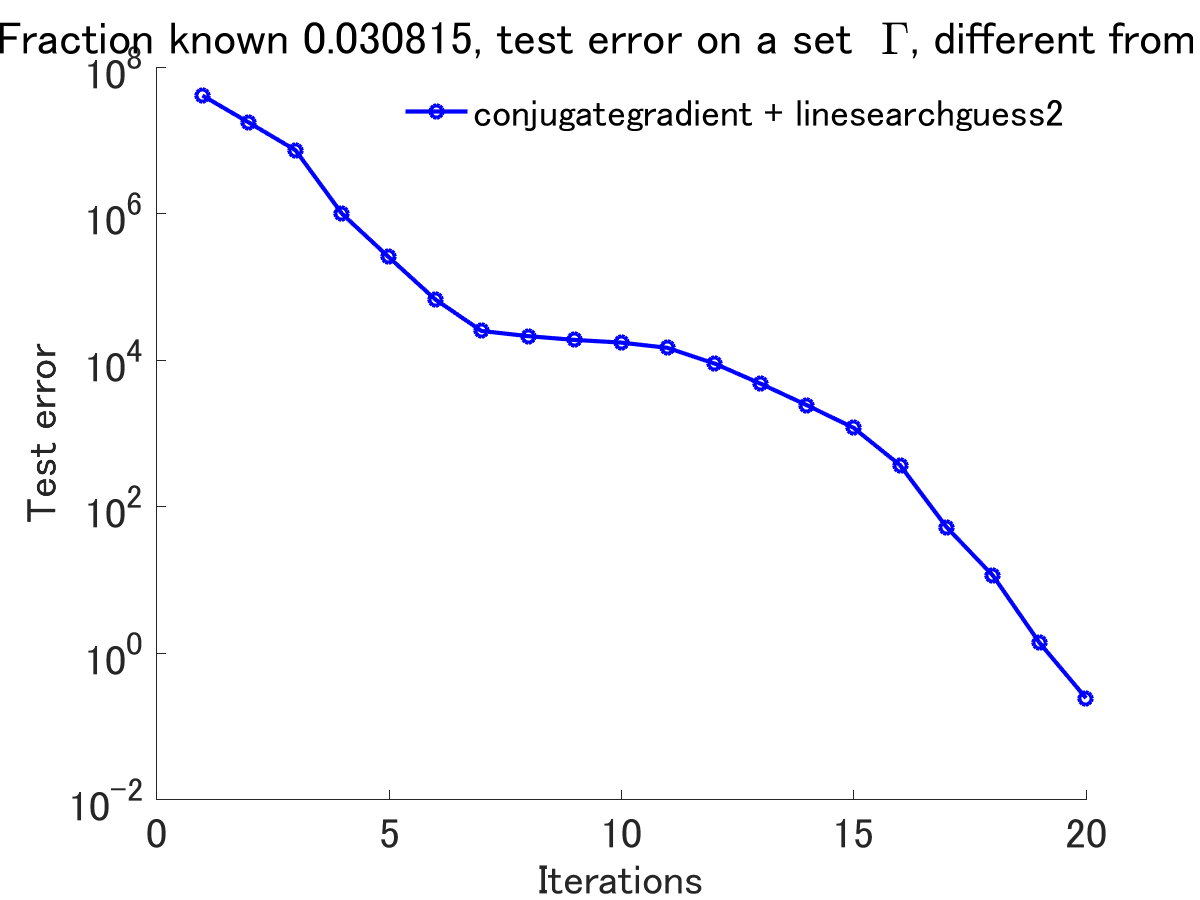 Fraction known 0.030815, test error on a set Γ, different from
conjugategradient + linesearchguess2
Test error
10^8
10^6
10^4
10^2
10^0
10^-2
0 5 10 15 20
Iterations